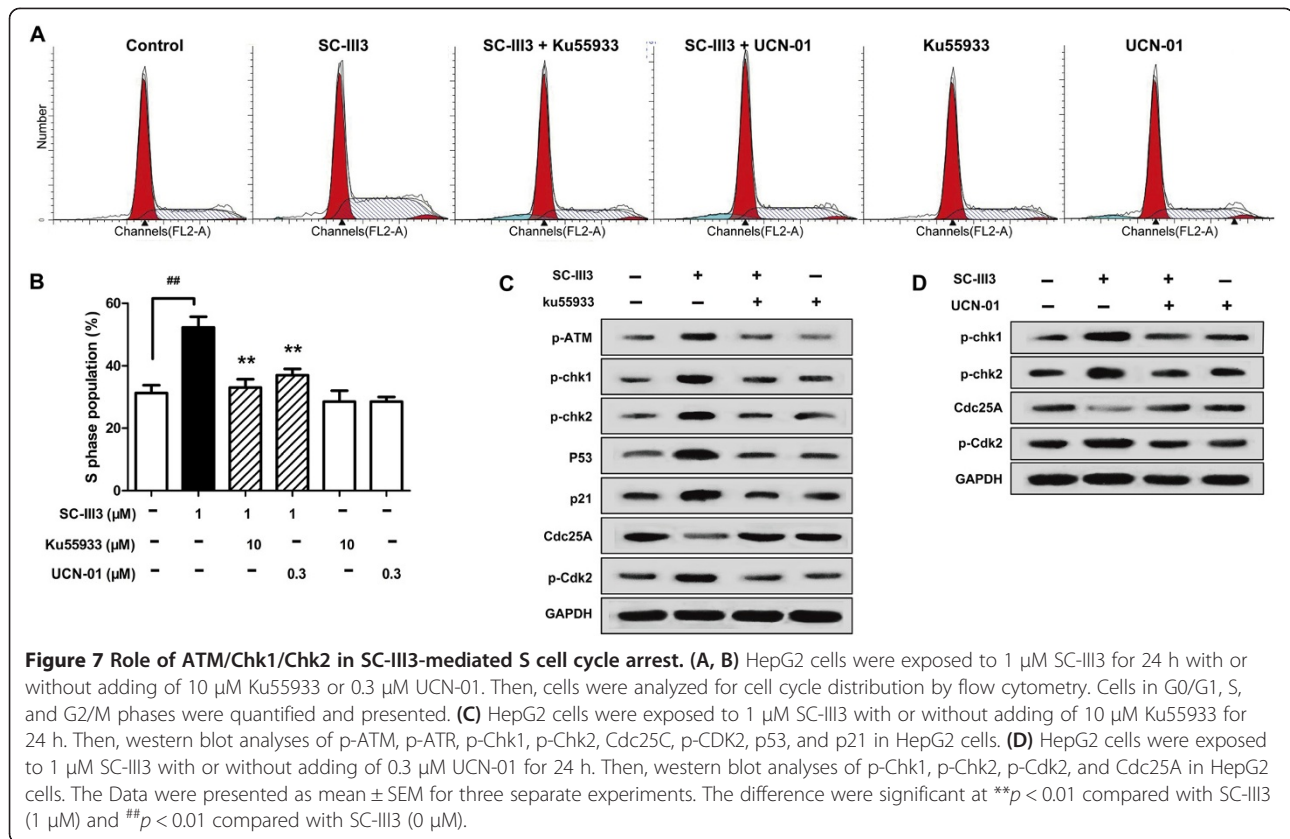 A
Control SC-III3 SC-III3 + Ku55933 SC-III3 + UCN-01 Ku55933 UCN-01
Number
0
Channels(FL2-A) Channels(FL2-A) Channels(FL2-A) Channels(FL2-A) Channels(FL2-A) Channels(FL2-A)
B
S phase population (%)
60
40
20
0
##
**
**
SC-III3 (µM) – 1 1 1 – –
Ku55933 (µM) – – 10 – 10 –
UCN-01 (µM) – – – 0.3 – 0.3
C
SC-III3 – + + –
ku55933 – – + +
p-ATM
p-chk1
p-chk2
P53
p21
Cdc25A
p-Cdk2
GAPDH
D
SC-III3 – + + –
UCN-01 – – + +
p-chk1
p-chk2
Cdc25A
p-Cdk2
GAPDH
Figure 7 Role of ATM/Chk1/Chk2 in SC-III3-mediated S cell cycle arrest. (A, B) HepG2 cells were exposed to 1 µM SC-III3 for 24 h with or
without adding of 10 µM Ku55933 or 0.3 µM UCN-01. Then, cells were analyzed for cell cycle distribution by flow cytometry. Cells in G0/G1, S,
and G2/M phases were quantified and presented. (C) HepG2 cells were exposed to 1 µM SC-III3 with or without adding of 10 µM Ku55933 for
24 h. Then, western blot analyses of p-ATM, p-ATR, p-Chk1, p-Chk2, Cdc25C, p-CDK2, p53, and p21 in HepG2 cells. (D) HepG2 cells were exposed
to 1 µM SC-III3 with or without adding of 0.3 µM UCN-01 for 24 h. Then, western blot analyses of p-Chk1, p-Chk2, p-Cdk2, and Cdc25A in HepG2
cells. The Data were presented as mean ± SEM for three separate experiments. The difference were significant at **p < 0.01 compared with SC-III3
(1 µM) and ##p < 0.01 compared with SC-III3 (0 µM).